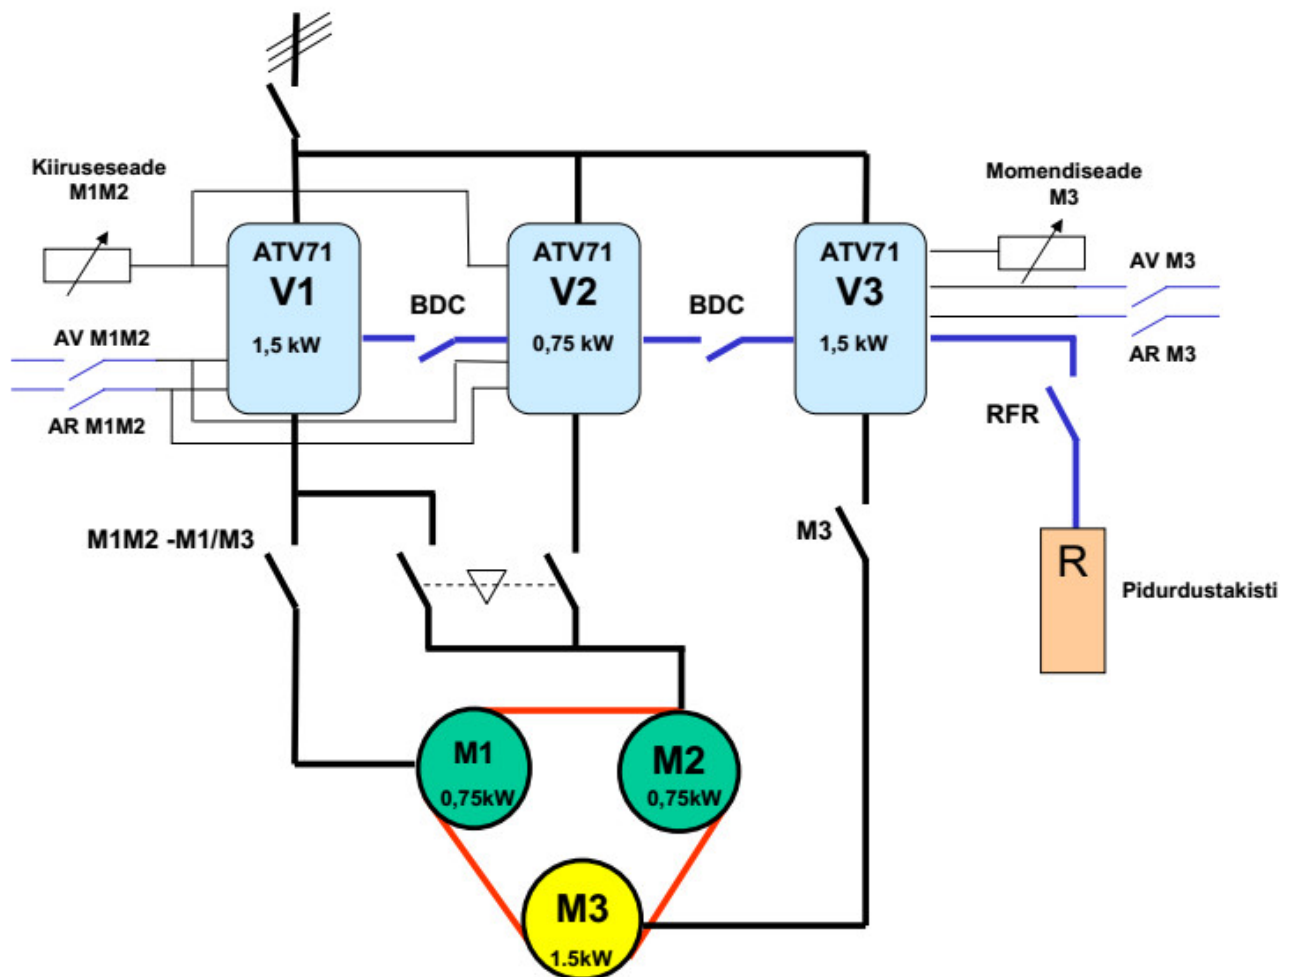 Kiiruseseade
M1M2
Momendiseade
M3
ATV71
V1
1,5 kW
ATV71
V2
0,75 kW
ATV71
V3
1,5 kW
BDC
BDC
AV M3
AR M3
AV M1M2
AR M1M2
RFR
M1M2 -M1/M3
M3
R
Pidurdustakisti
M1
0,75kW
M2
0,75kW
M3
1.5kW